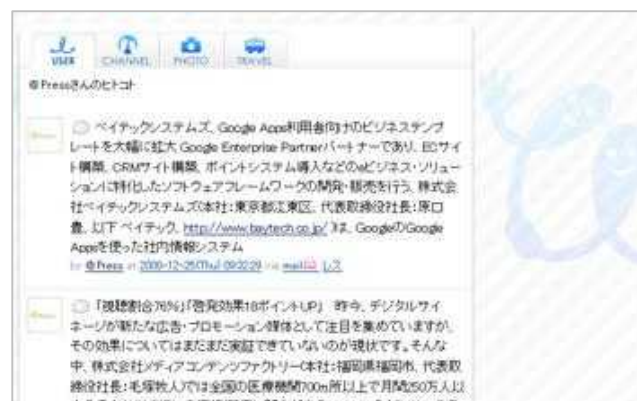 USER CHANNEL PHOTO TRAVEL
@Pressさんのヒトコト
ベイテックシステムズ、Google Apps利用者向けのビジネステンプ
レートを大幅に拡大 Google Enterprise Partnerパートナーであり、ECサイ
ト構築、CRMサイト構築、ポイントシステム導入などのeビジネス・ソリュー
ションに特化したソフトウェアフレームワークの開発・販売を行う、株式会
社ベイテックシステムズ(本社：東京都江東区、代表取締役社長：原口
豊、以下 ベイテック、http://www.baytech.co.jp/ )は、GoogleのGoogle
Appsを使った社内情報システム
by @Press at 2009-12-25(Thu) 09:22:29 via mail レス
「視聴割合76%」「啓発効果18ポイントUP」 昨今、デジタルサイ
ネージが新たな広告・プロモーション媒体として注目を集めていますが、
その効果についてはまだまだ実証できていないのが現状です。そんな
中、株式会社メディアコンテンツファクトリー(本社：福岡県福岡市、代表取
締役社長：毛塚牧人)では全国の医療機関700ヵ所以上で月間250万人以